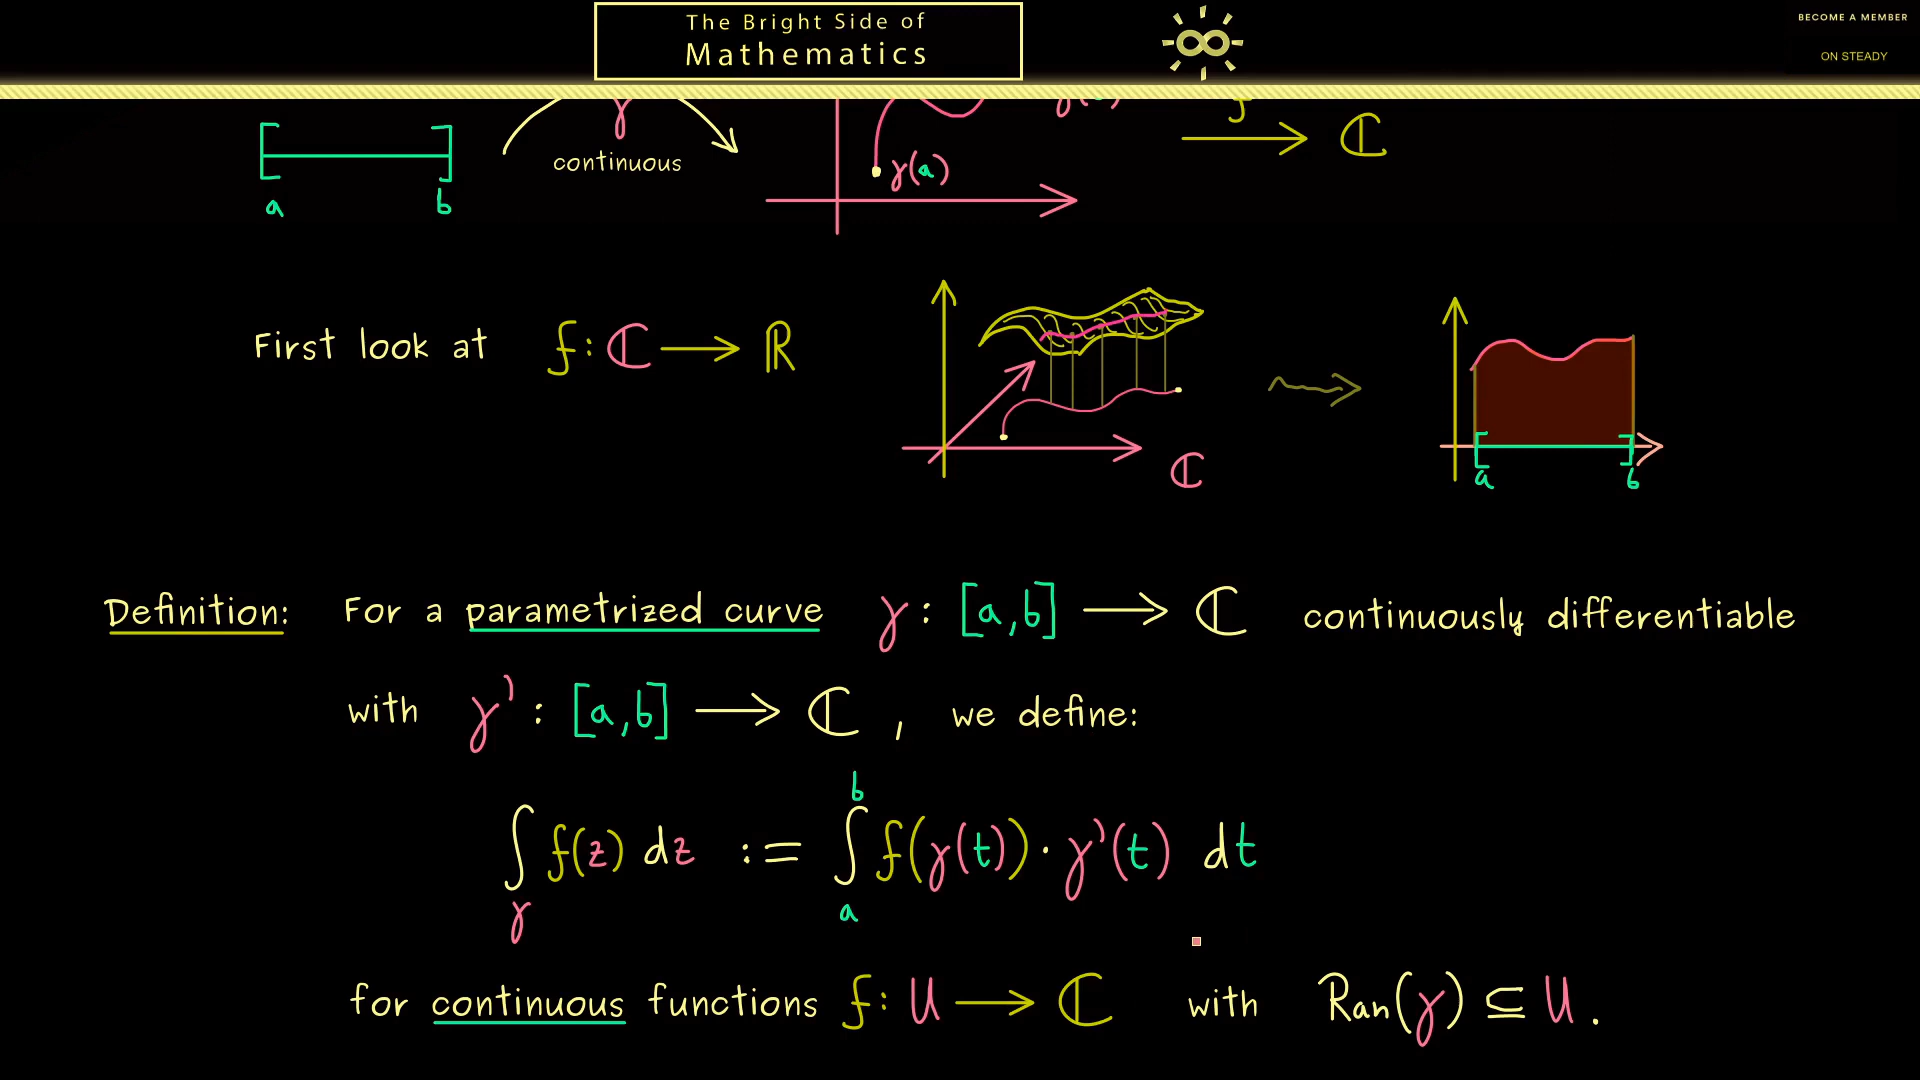 The Bright Side of
Mathematics
BECOME A MEMBER
ON STEADY
a b
γ
continuous
γ(a)
ℂ
First look at f: ℂ ⟶ ℝ
ℂ
a b
Definition: For a parametrized curve γ : [a,b] ⟶ ℂ continuously differentiable
with γ' : [a,b] ⟶ ℂ , we define:
∫_γ f(z) dz := ∫_a^b f(γ(t)) · γ'(t) dt
for continuous functions f: U ⟶ ℂ with Ran(γ) ⊆ U .